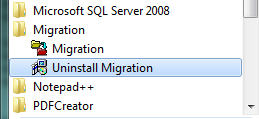 Microsoft SQL Server 2008
Migration
Migration
Uninstall Migration
Notepad++
PDFCreator